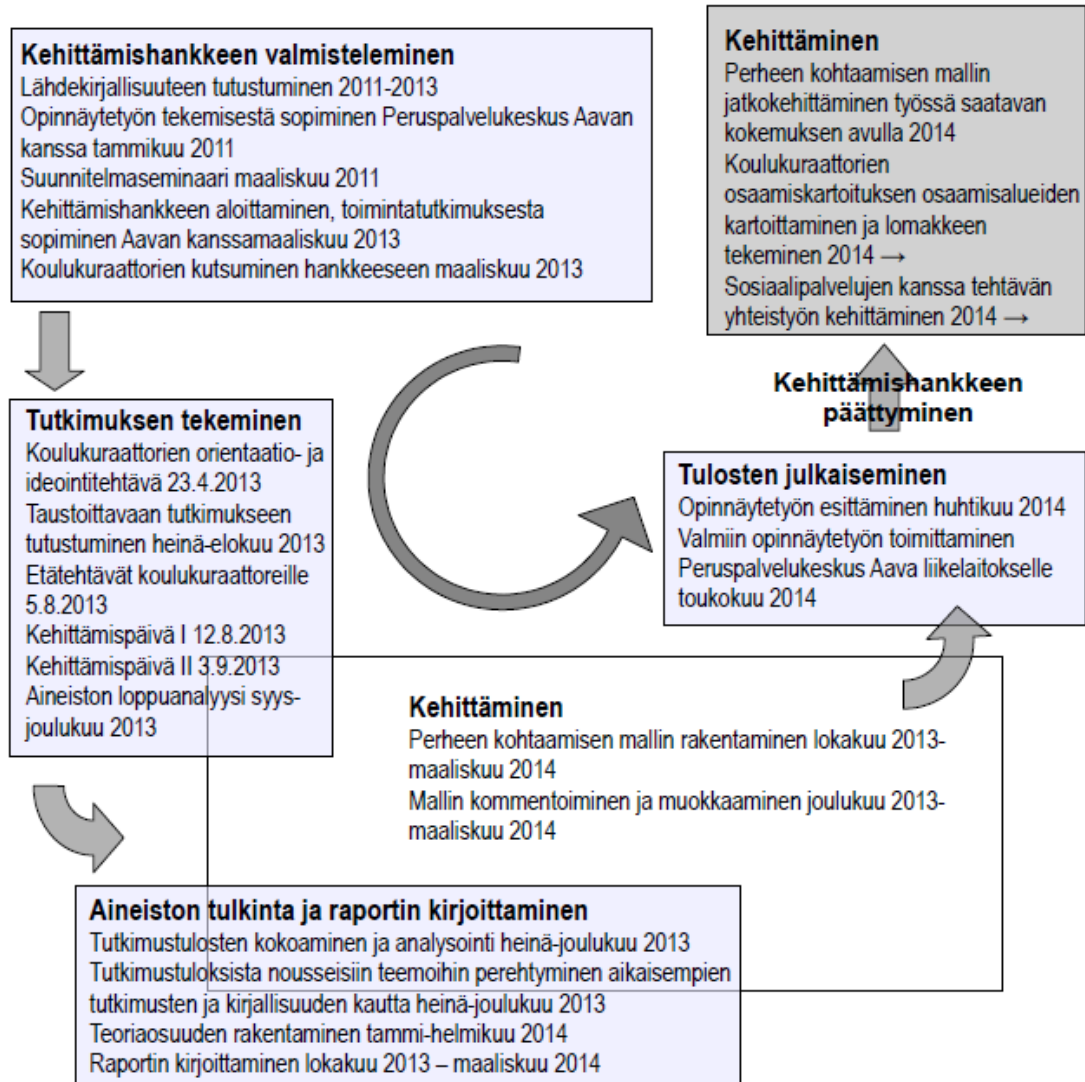 Kehittämishankkeen valmisteleminen
Lähdekirjallisuuteen tutustuminen 2011-2013
Opinnäytetyön tekemisestä sopiminen Peruspalvelukeskus Aavan
kanssa tammikuu 2011
Suunnitelmaseminaari maaliskuu 2011
Kehittämishankkeen aloittaminen, toimintatutkimuksesta
sopiminen Aavan kanssamaaliskuu 2013
Koulukuraattorien kutsuminen hankkeeseen maaliskuu 2013
Tutkimuksen tekeminen
Koulukuraattorien orientaatio- ja
ideointitehtävä 23.4.2013
Taustoittavaan tutkimukseen
tutustuminen heinä-elokuu 2013
Etätehtävät koulukuraattoreille
5.8.2013
Kehittämispäivä I 12.8.2013
Kehittämispäivä II 3.9.2013
Aineiston loppuanalyysi syys-
joulukuu 2013
Aineiston tulkinta ja raportin kirjoittaminen
Tutkimustulosten kokoaminen ja analysointi heinä-joulukuu 2013
Tutkimustuloksista nousseisiin teemoihin perehtyminen aikaisempien
tutkimusten ja kirjallisuuden kautta heinä-joulukuu 2013
Teoriaosuuden rakentaminen tammi-helmikuu 2014
Raportin kirjoittaminen lokakuu 2013 – maaliskuu 2014
Kehittäminen
Perheen kohtaamisen mallin rakentaminen lokakuu 2013-
maaliskuu 2014
Mallin kommentoiminen ja muokkaaminen joulukuu 2013-
maaliskuu 2014
Tulosten julkaiseminen
Opinnäytetyön esittäminen huhtikuu 2014
Valmiin opinnäytetyön toimittaminen
Peruspalvelukeskus Aava liikelaitokselle
toukokuu 2014
Kehittämishankkeen
päättyminen
Kehittäminen
Perheen kohtaamisen mallin
jatkokehittäminen työssä saatavan
kokemuksen avulla 2014
Koulukuraattorien
osaamiskartoituksen osaamisalueiden
kartoittaminen ja lomakkeen
tekeminen 2014 →
Sosiaalipalvelujen kanssa tehtävän
yhteistyön kehittäminen 2014 →